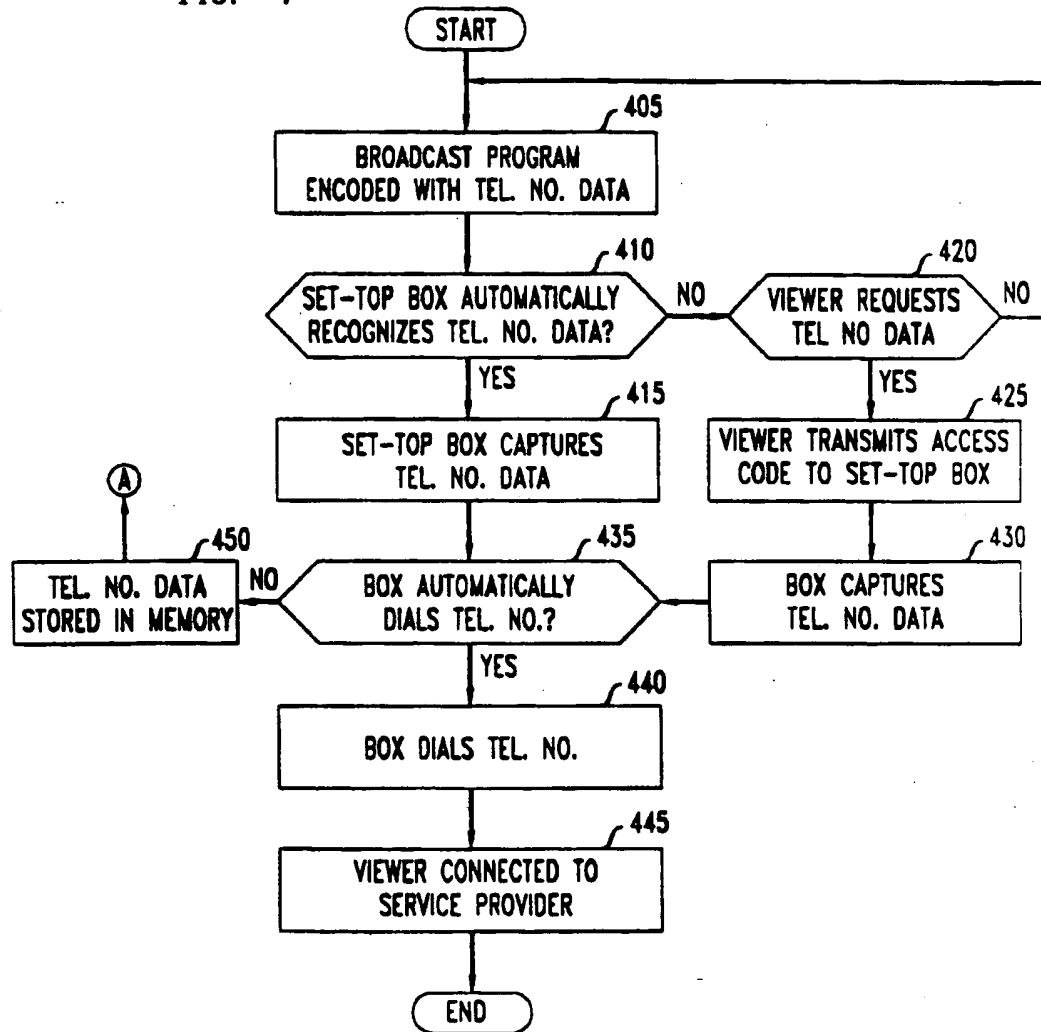 START
405
BROADCAST PROGRAM
ENCODED WITH TEL. NO. DATA
410
SET-TOP BOX AUTOMATICALLY
RECOGNIZES TEL. NO. DATA?
NO
420
VIEWER REQUESTS
TEL NO DATA
NO
YES
YES
415
SET-TOP BOX CAPTURES
TEL. NO. DATA
425
VIEWER TRANSMITS ACCESS
CODE TO SET-TOP BOX
A
450
TEL. NO. DATA
STORED IN MEMORY
NO
435
BOX AUTOMATICALLY
DIALS TEL. NO.?
430
BOX CAPTURES
TEL. NO. DATA
YES
440
BOX DIALS TEL. NO.
445
VIEWER CONNECTED TO
SERVICE PROVIDER
END